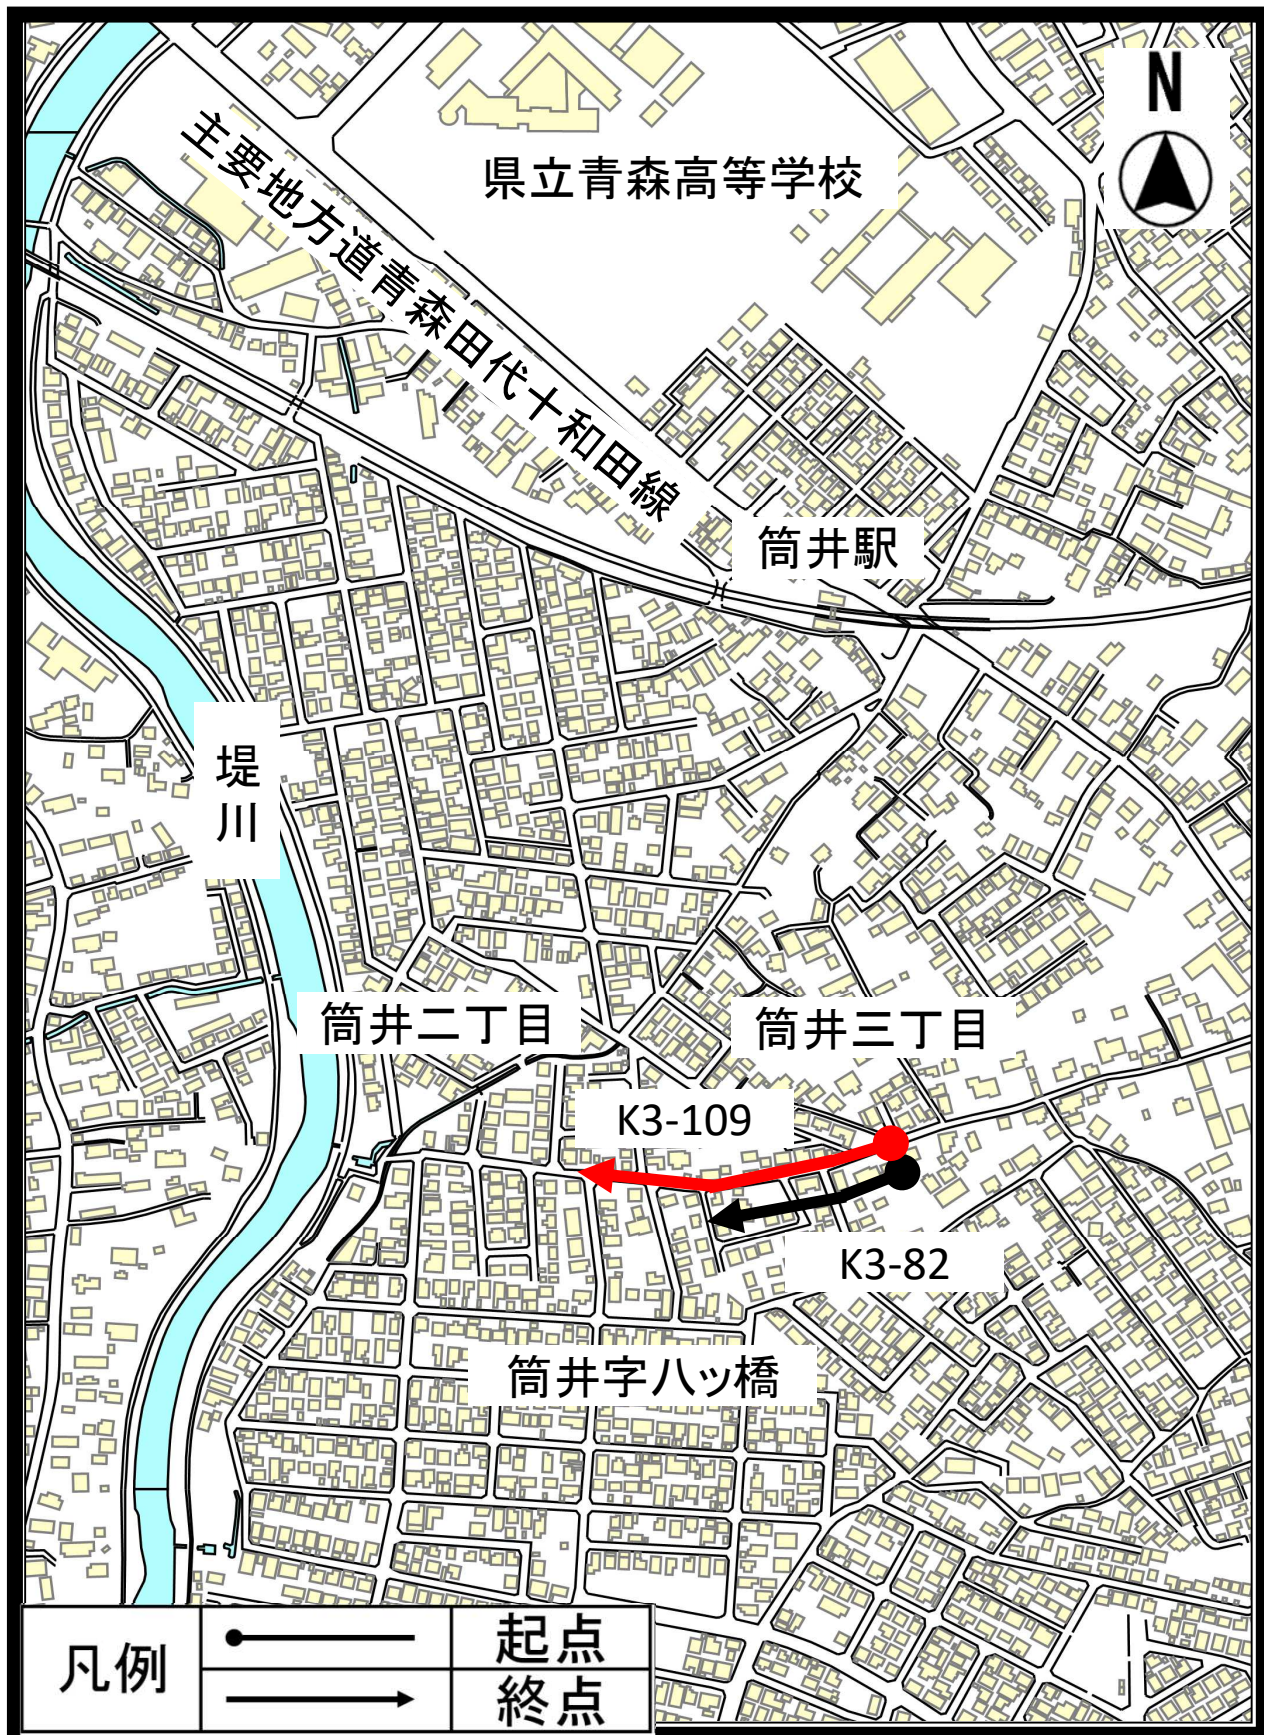 N
県立青森高等学校
主要地方道青森田代十和田線
筒井駅
堤川
筒井二丁目
筒井三丁目
K3-109
K3-82
筒井字八ッ橋
凡例
起点
終点